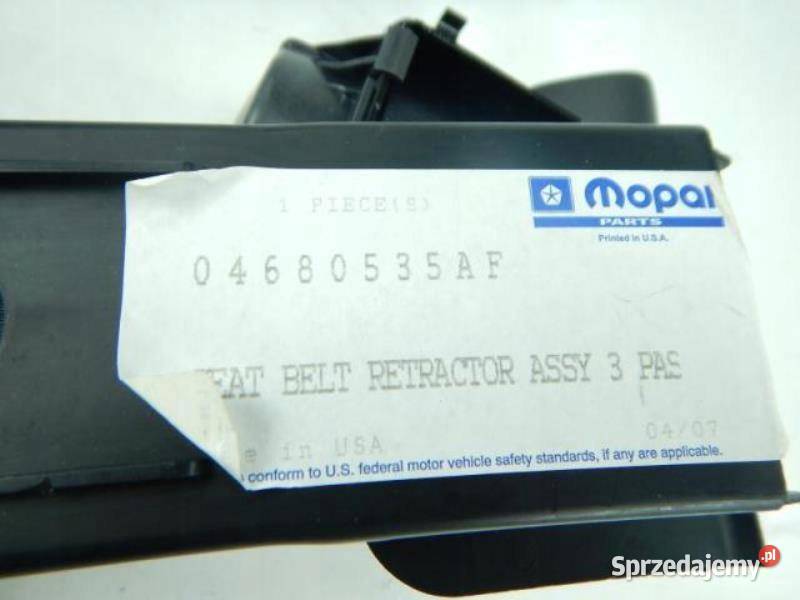 1 PIECE(S)
Mopar
PARTS
Printed in U.S.A.
04680535AF
EAT BELT RETRACTOR ASSY 3 PAS
e in USA
04/07
conform to U.S. federal motor vehicle safety standards, if any are applicable.
Sprzedajemy.pl